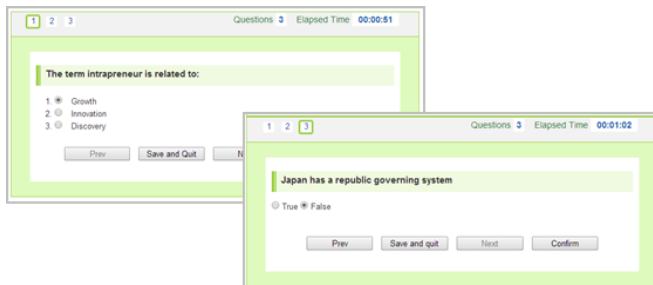 1 2 3 Questions 3 Elapsed Time 00:00:51
The term intrapreneur is related to:
1. Growth
2. Innovation
3. Discovery
Prev Save and Quit
1 2 3 Questions 3 Elapsed Time 00:01:02
Japan has a republic governing system
True False
Prev Save and quit Next Confirm